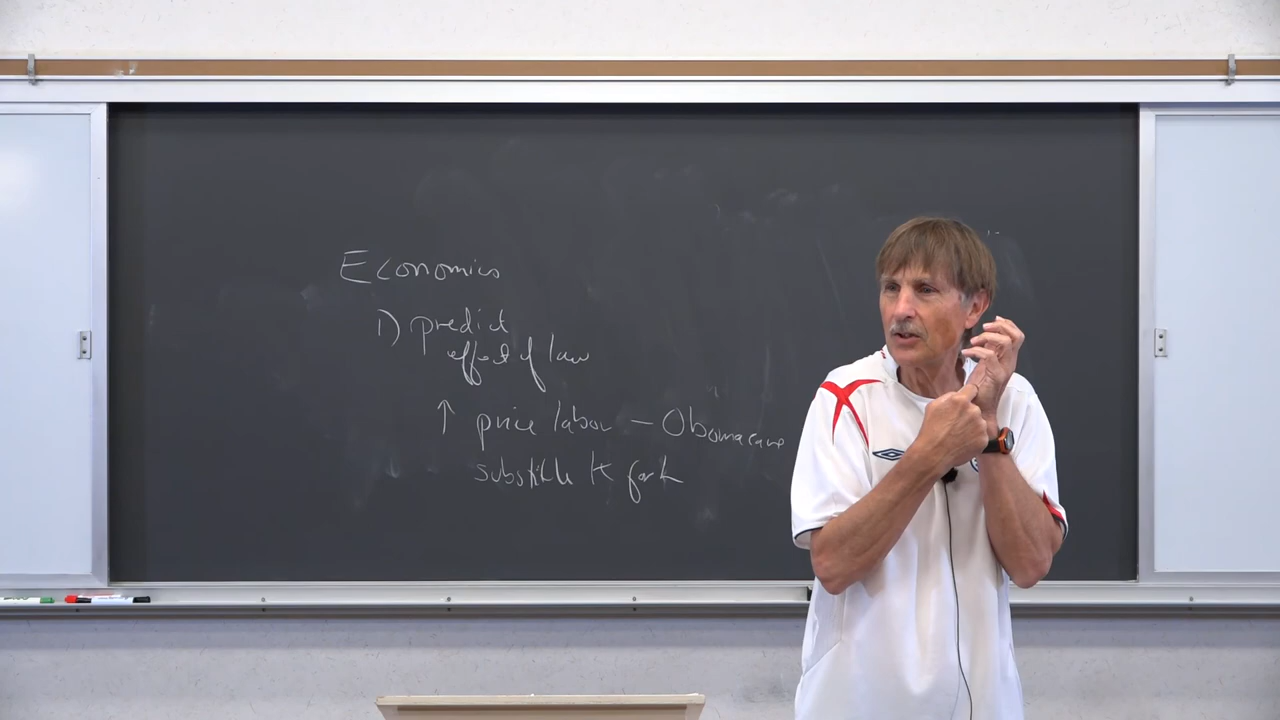 Economics
1) predict
effect of law
↑ price labor – Obamacare
substitute K for L